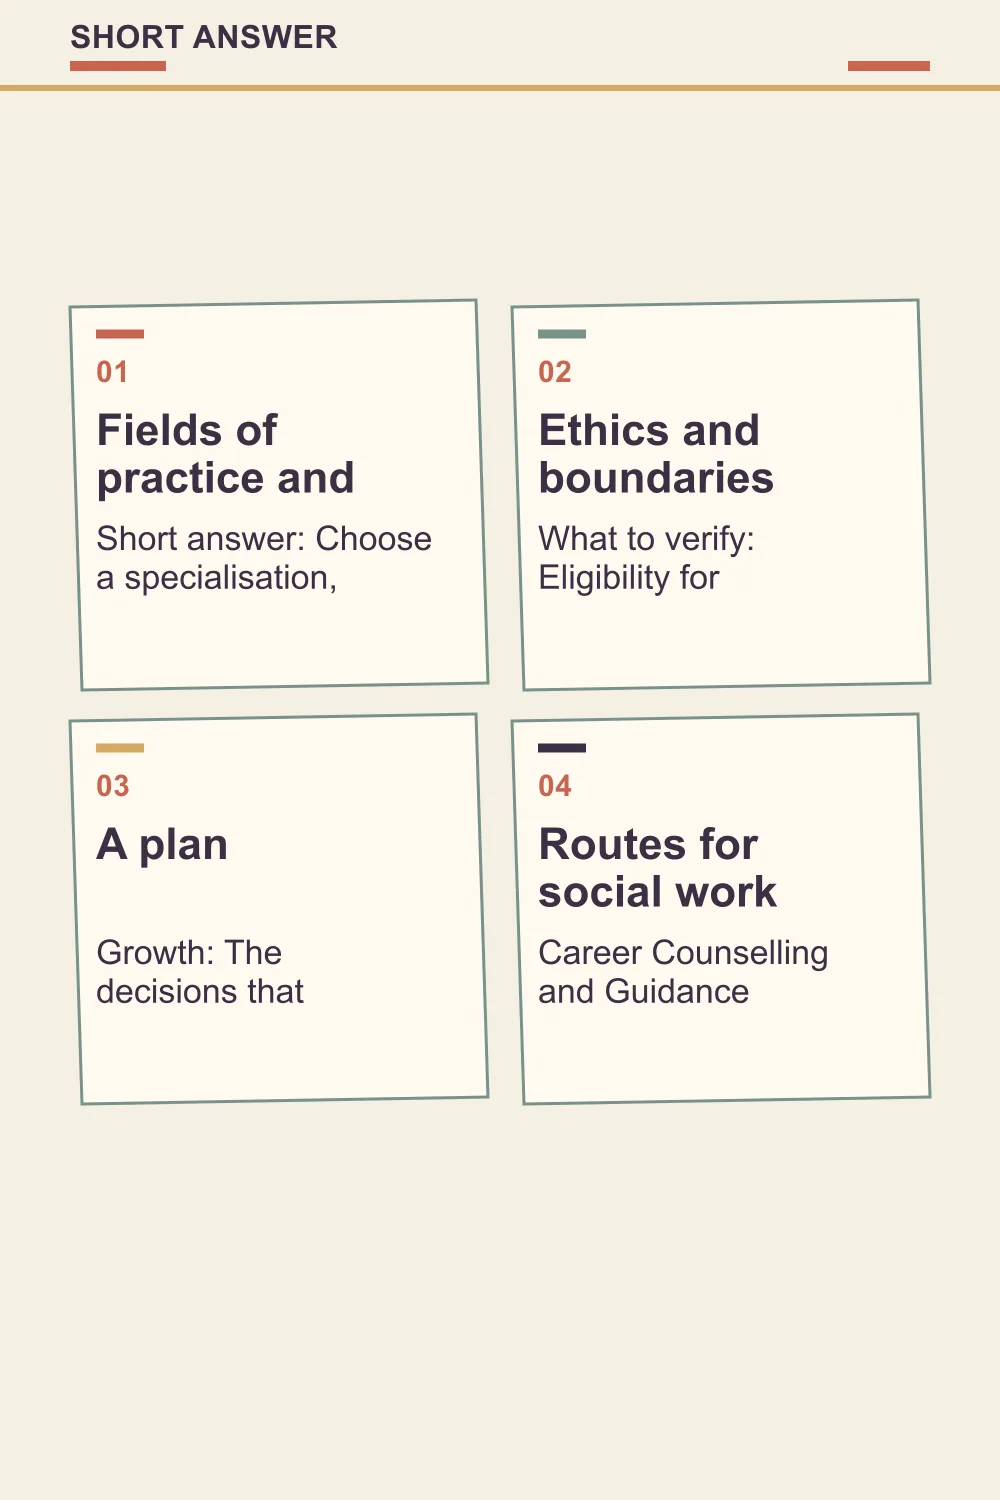 SHORT ANSWER
01
Fields of
practice and
Short answer: Choose
a specialisation,
02
Ethics and
boundaries
What to verify:
Eligibility for
03
A plan
Growth: The
decisions that
04
Routes for
social work
Career Counselling
and Guidance